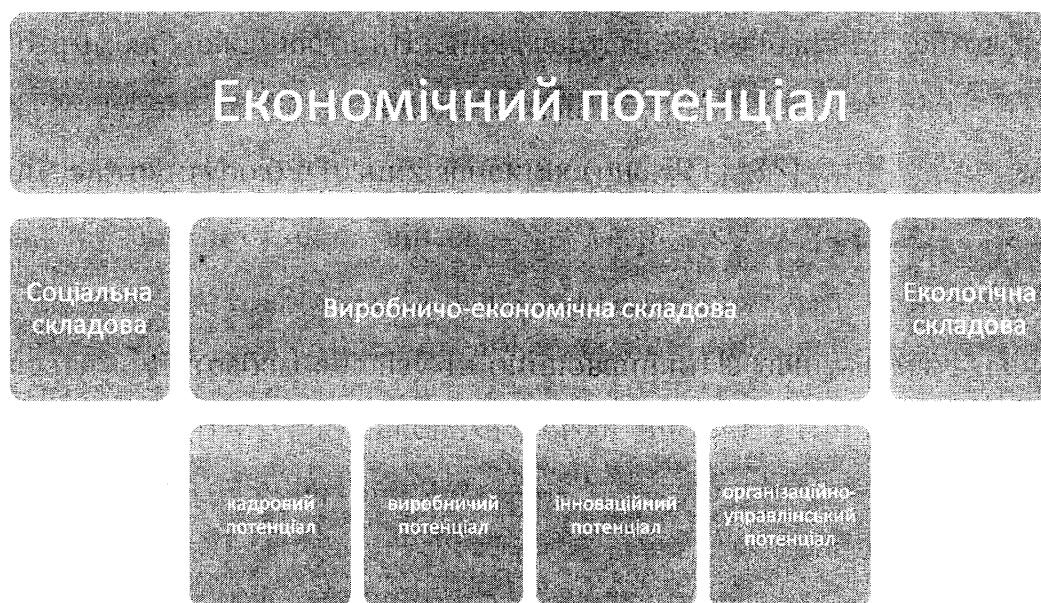 Економічний потенціал
Соціальна
складова
Виробничо-економічна складова
Екологічна
складова
кадровий
потенціал
виробничий
потенціал
інноваційний
потенціал
організаційно-
управлінський
потенціал